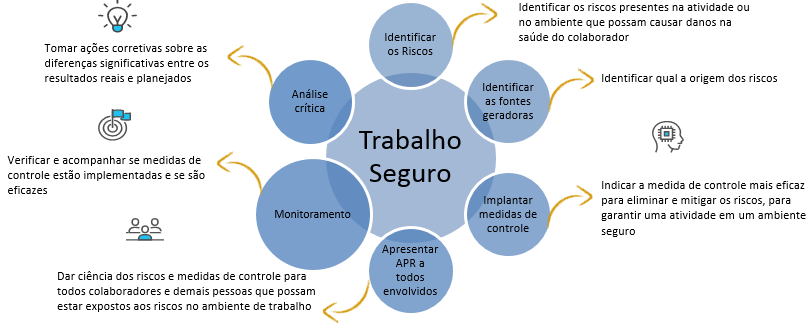 Identificar
os Riscos
Identificar os riscos presentes na atividade ou
no ambiente que possam causar danos na
saúde do colaborador
Identificar
as fontes
geradoras
Identificar qual a origem dos riscos
Implantar
medidas de
controle
Indicar a medida de controle mais eficaz
para eliminar e mitigar os riscos, para
garantir uma atividade em um ambiente
seguro
Apresentar
APR a
todos
envolvidos
Dar ciência dos riscos e medidas de controle para
todos colaboradores e demais pessoas que possam
estar expostos aos riscos no ambiente de trabalho
Monitoramento
Verificar e acompanhar se medidas de
controle estão implementadas e se são
eficazes
Análise
crítica
Tomar ações corretivas sobre as
diferenças significativas entre os
resultados reais e planejados
Trabalho
Seguro